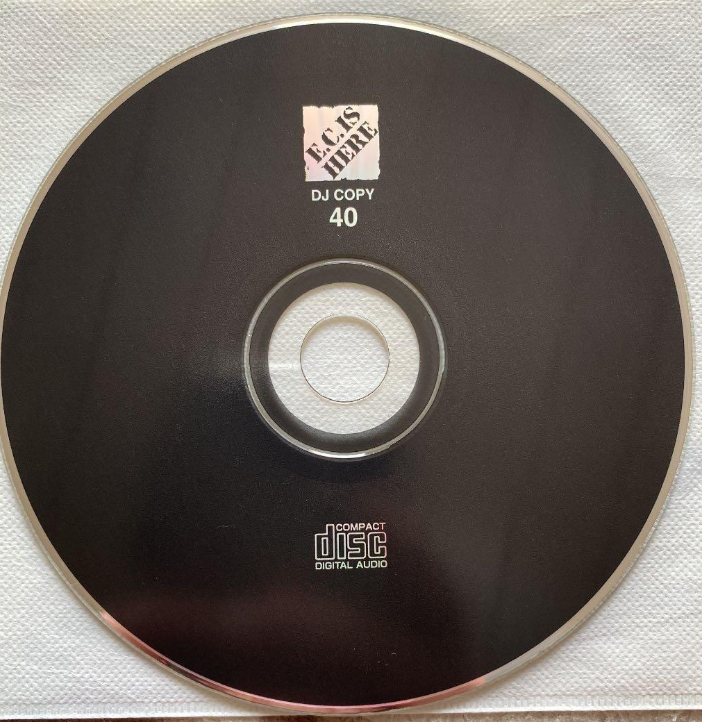 E.C. IS
HERE
DJ COPY
40
COMPACT
disc
DIGITAL AUDIO